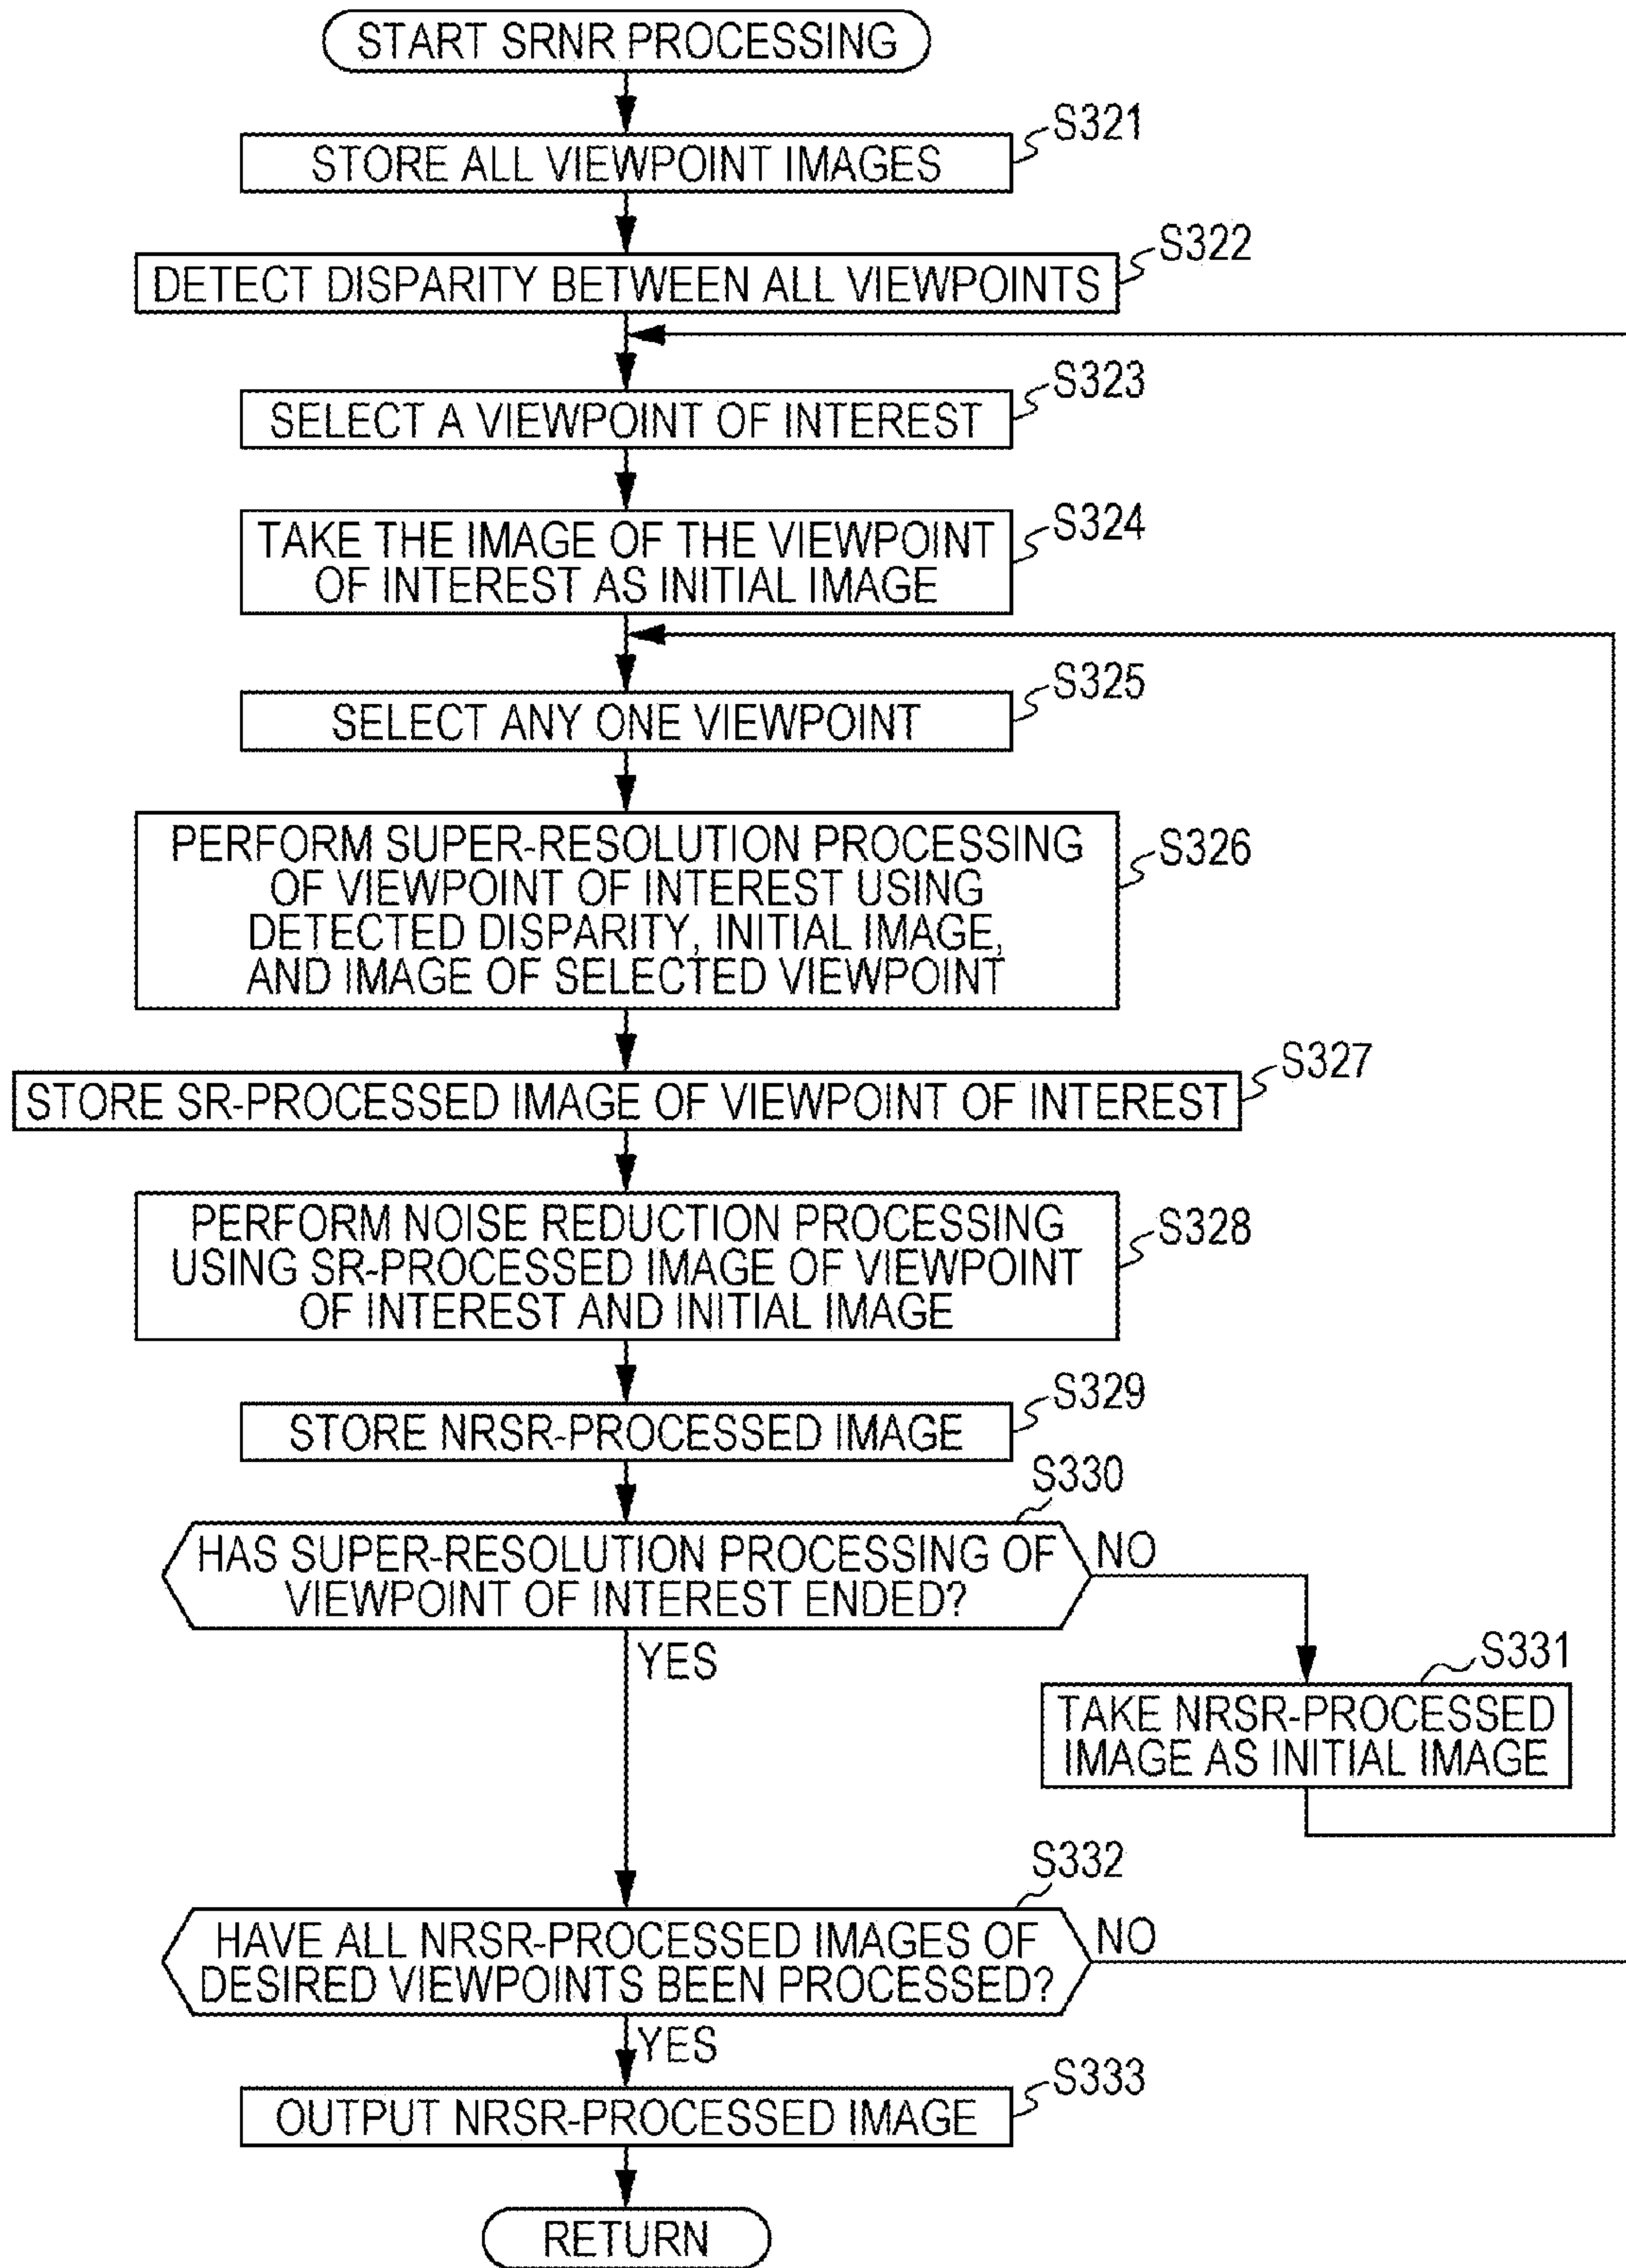 START SRNR PROCESSING
S321
STORE ALL VIEWPOINT IMAGES
S322
DETECT DISPARITY BETWEEN ALL VIEWPOINTS
S323
SELECT A VIEWPOINT OF INTEREST
S324
TAKE THE IMAGE OF THE VIEWPOINT
OF INTEREST AS INITIAL IMAGE
S325
SELECT ANY ONE VIEWPOINT
S326
PERFORM SUPER-RESOLUTION PROCESSING
OF VIEWPOINT OF INTEREST USING
DETECTED DISPARITY, INITIAL IMAGE,
AND IMAGE OF SELECTED VIEWPOINT
S327
STORE SR-PROCESSED IMAGE OF VIEWPOINT OF INTEREST
S328
PERFORM NOISE REDUCTION PROCESSING
USING SR-PROCESSED IMAGE OF VIEWPOINT
OF INTEREST AND INITIAL IMAGE
S329
STORE NRSR-PROCESSED IMAGE
S330
HAS SUPER-RESOLUTION PROCESSING OF
VIEWPOINT OF INTEREST ENDED?
NO
YES
S331
TAKE NRSR-PROCESSED
IMAGE AS INITIAL IMAGE
S332
HAVE ALL NRSR-PROCESSED IMAGES OF
DESIRED VIEWPOINTS BEEN PROCESSED?
NO
YES
S333
OUTPUT NRSR-PROCESSED IMAGE
RETURN